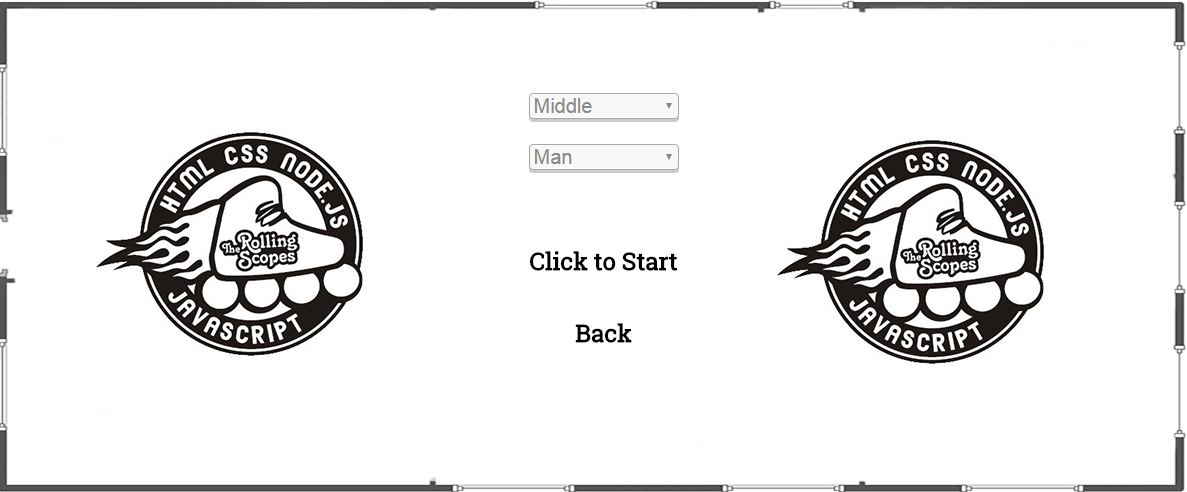 Middle
Man
HTML CSS NODE.JS
The Rolling
Scopes
JAVASCRIPT
Click to Start
Back
HTML CSS NODE.JS
The Rolling
Scopes
JAVASCRIPT